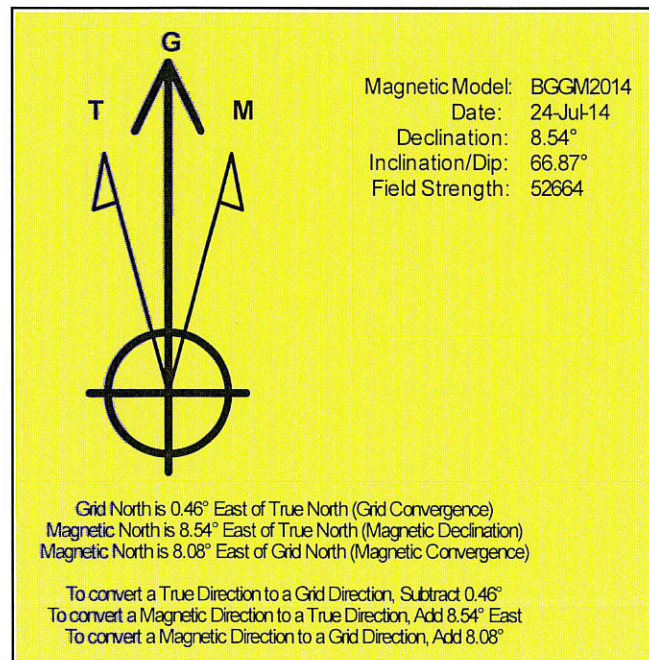 G
T
M
Magnetic Model: BGGM2014
Date: 24-Jul-14
Declination: 8.54°
Inclination/Dip: 66.87°
Field Strength: 52664
Grid North is 0.46° East of True North (Grid Convergence)
Magnetic North is 8.54° East of True North (Magnetic Declination)
Magnetic North is 8.08° East of Grid North (Magnetic Convergence)
To convert a True Direction to a Grid Direction, Subtract 0.46°
To convert a Magnetic Direction to a True Direction, Add 8.54° East
To convert a Magnetic Direction to a Grid Direction, Add 8.08°